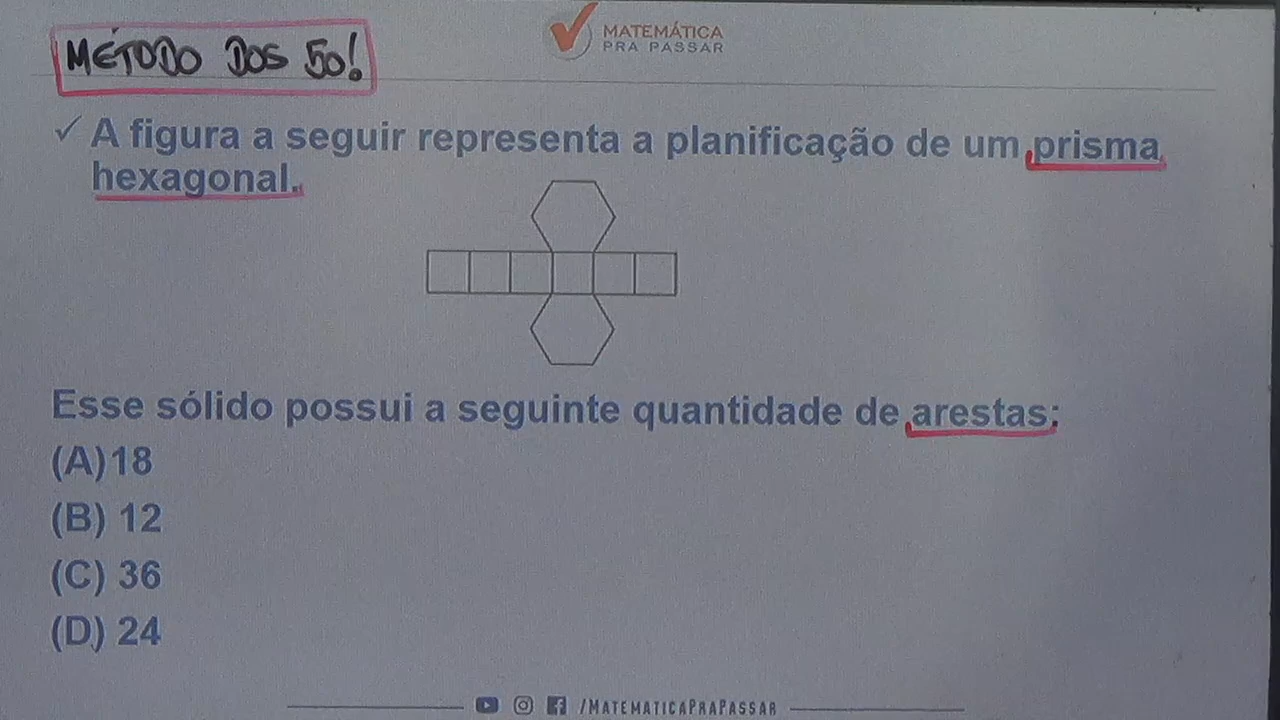 MÉTODO DOS 50!
MATEMÁTICA
PRA PASSAR
✓ A figura a seguir representa a planificação de um prisma
hexagonal.
Esse sólido possui a seguinte quantidade de arestas:
(A) 18
(B) 12
(C) 36
(D) 24
/MATEMATICAPRAPASSAR